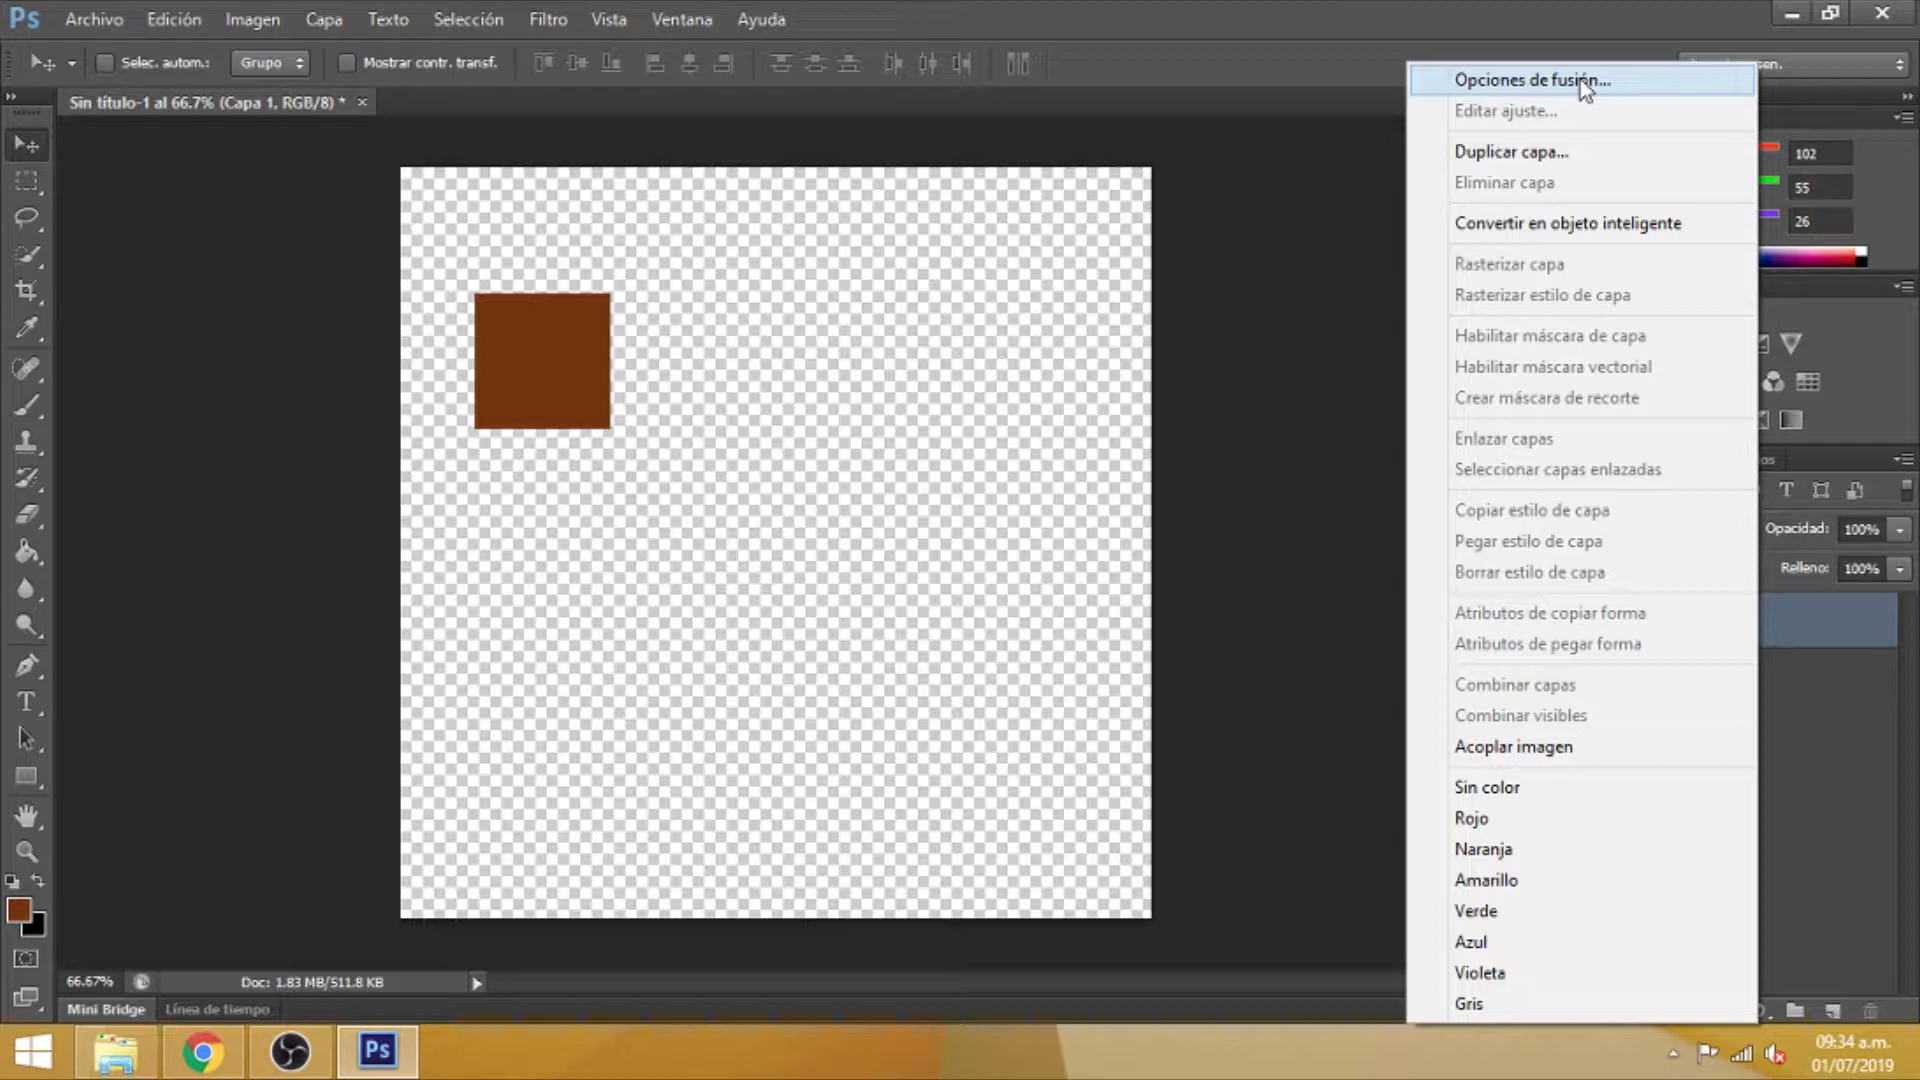 Ps Archivo Edición Imagen Capa Texto Selección Filtro Vista Ventana Ayuda
Selec. autom.: Grupo Mostrar contr. transf.
Sin título-1 al 66.7% (Capa 1, RGB/8) *
Opciones de fusión...
Editar ajuste...
Duplicar capa...
Eliminar capa
Convertir en objeto inteligente
Rasterizar capa
Rasterizar estilo de capa
Habilitar máscara de capa
Habilitar máscara vectorial
Crear máscara de recorte
Enlazar capas
Seleccionar capas enlazadas
Copiar estilo de capa
Pegar estilo de capa
Borrar estilo de capa
Atributos de copiar forma
Atributos de pegar forma
Combinar capas
Combinar visibles
Acoplar imagen
Sin color
Rojo
Naranja
Amarillo
Verde
Azul
Violeta
Gris
102
55
26
Opacidad: 100%
Relleno: 100%
66.67% Doc: 1.83 MB/511.8 KB
Mini Bridge Línea de tiempo
Ps
09:34 a.m.
01/07/2019